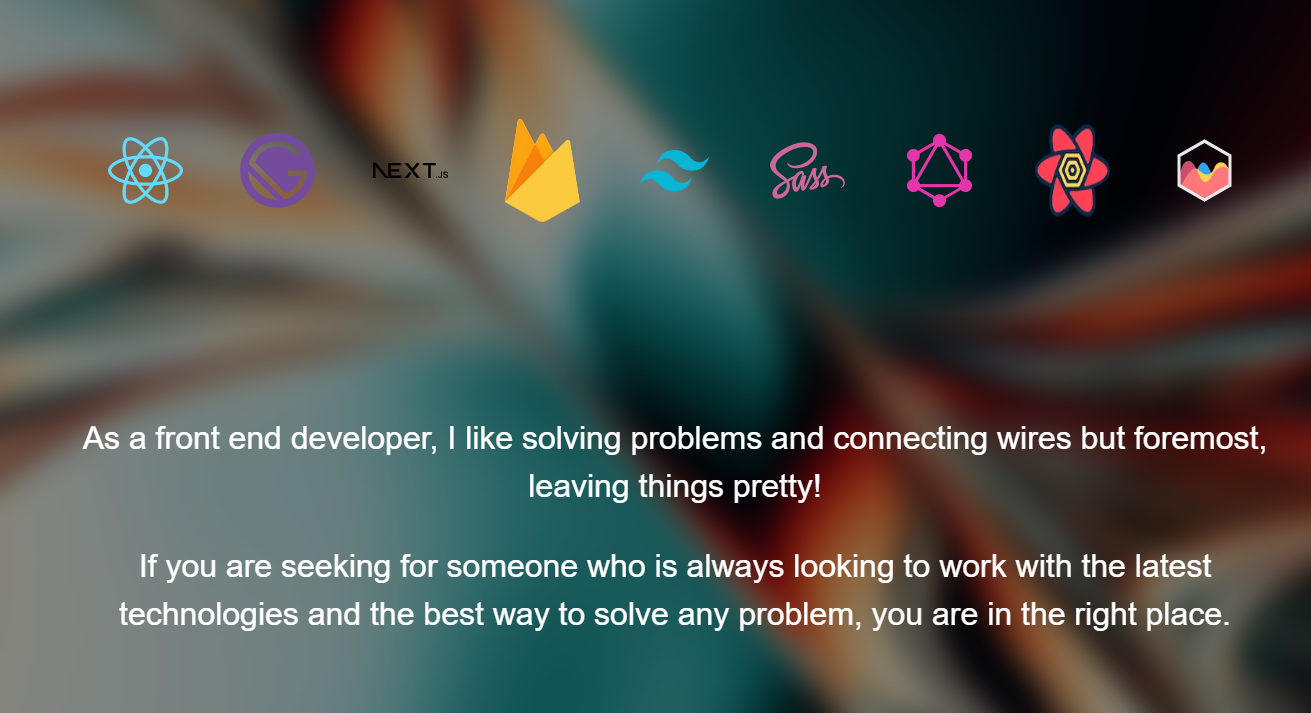 NEXT.JS
Sass
As a front end developer, I like solving problems and connecting wires but foremost,
leaving things pretty!
If you are seeking for someone who is always looking to work with the latest
technologies and the best way to solve any problem, you are in the right place.